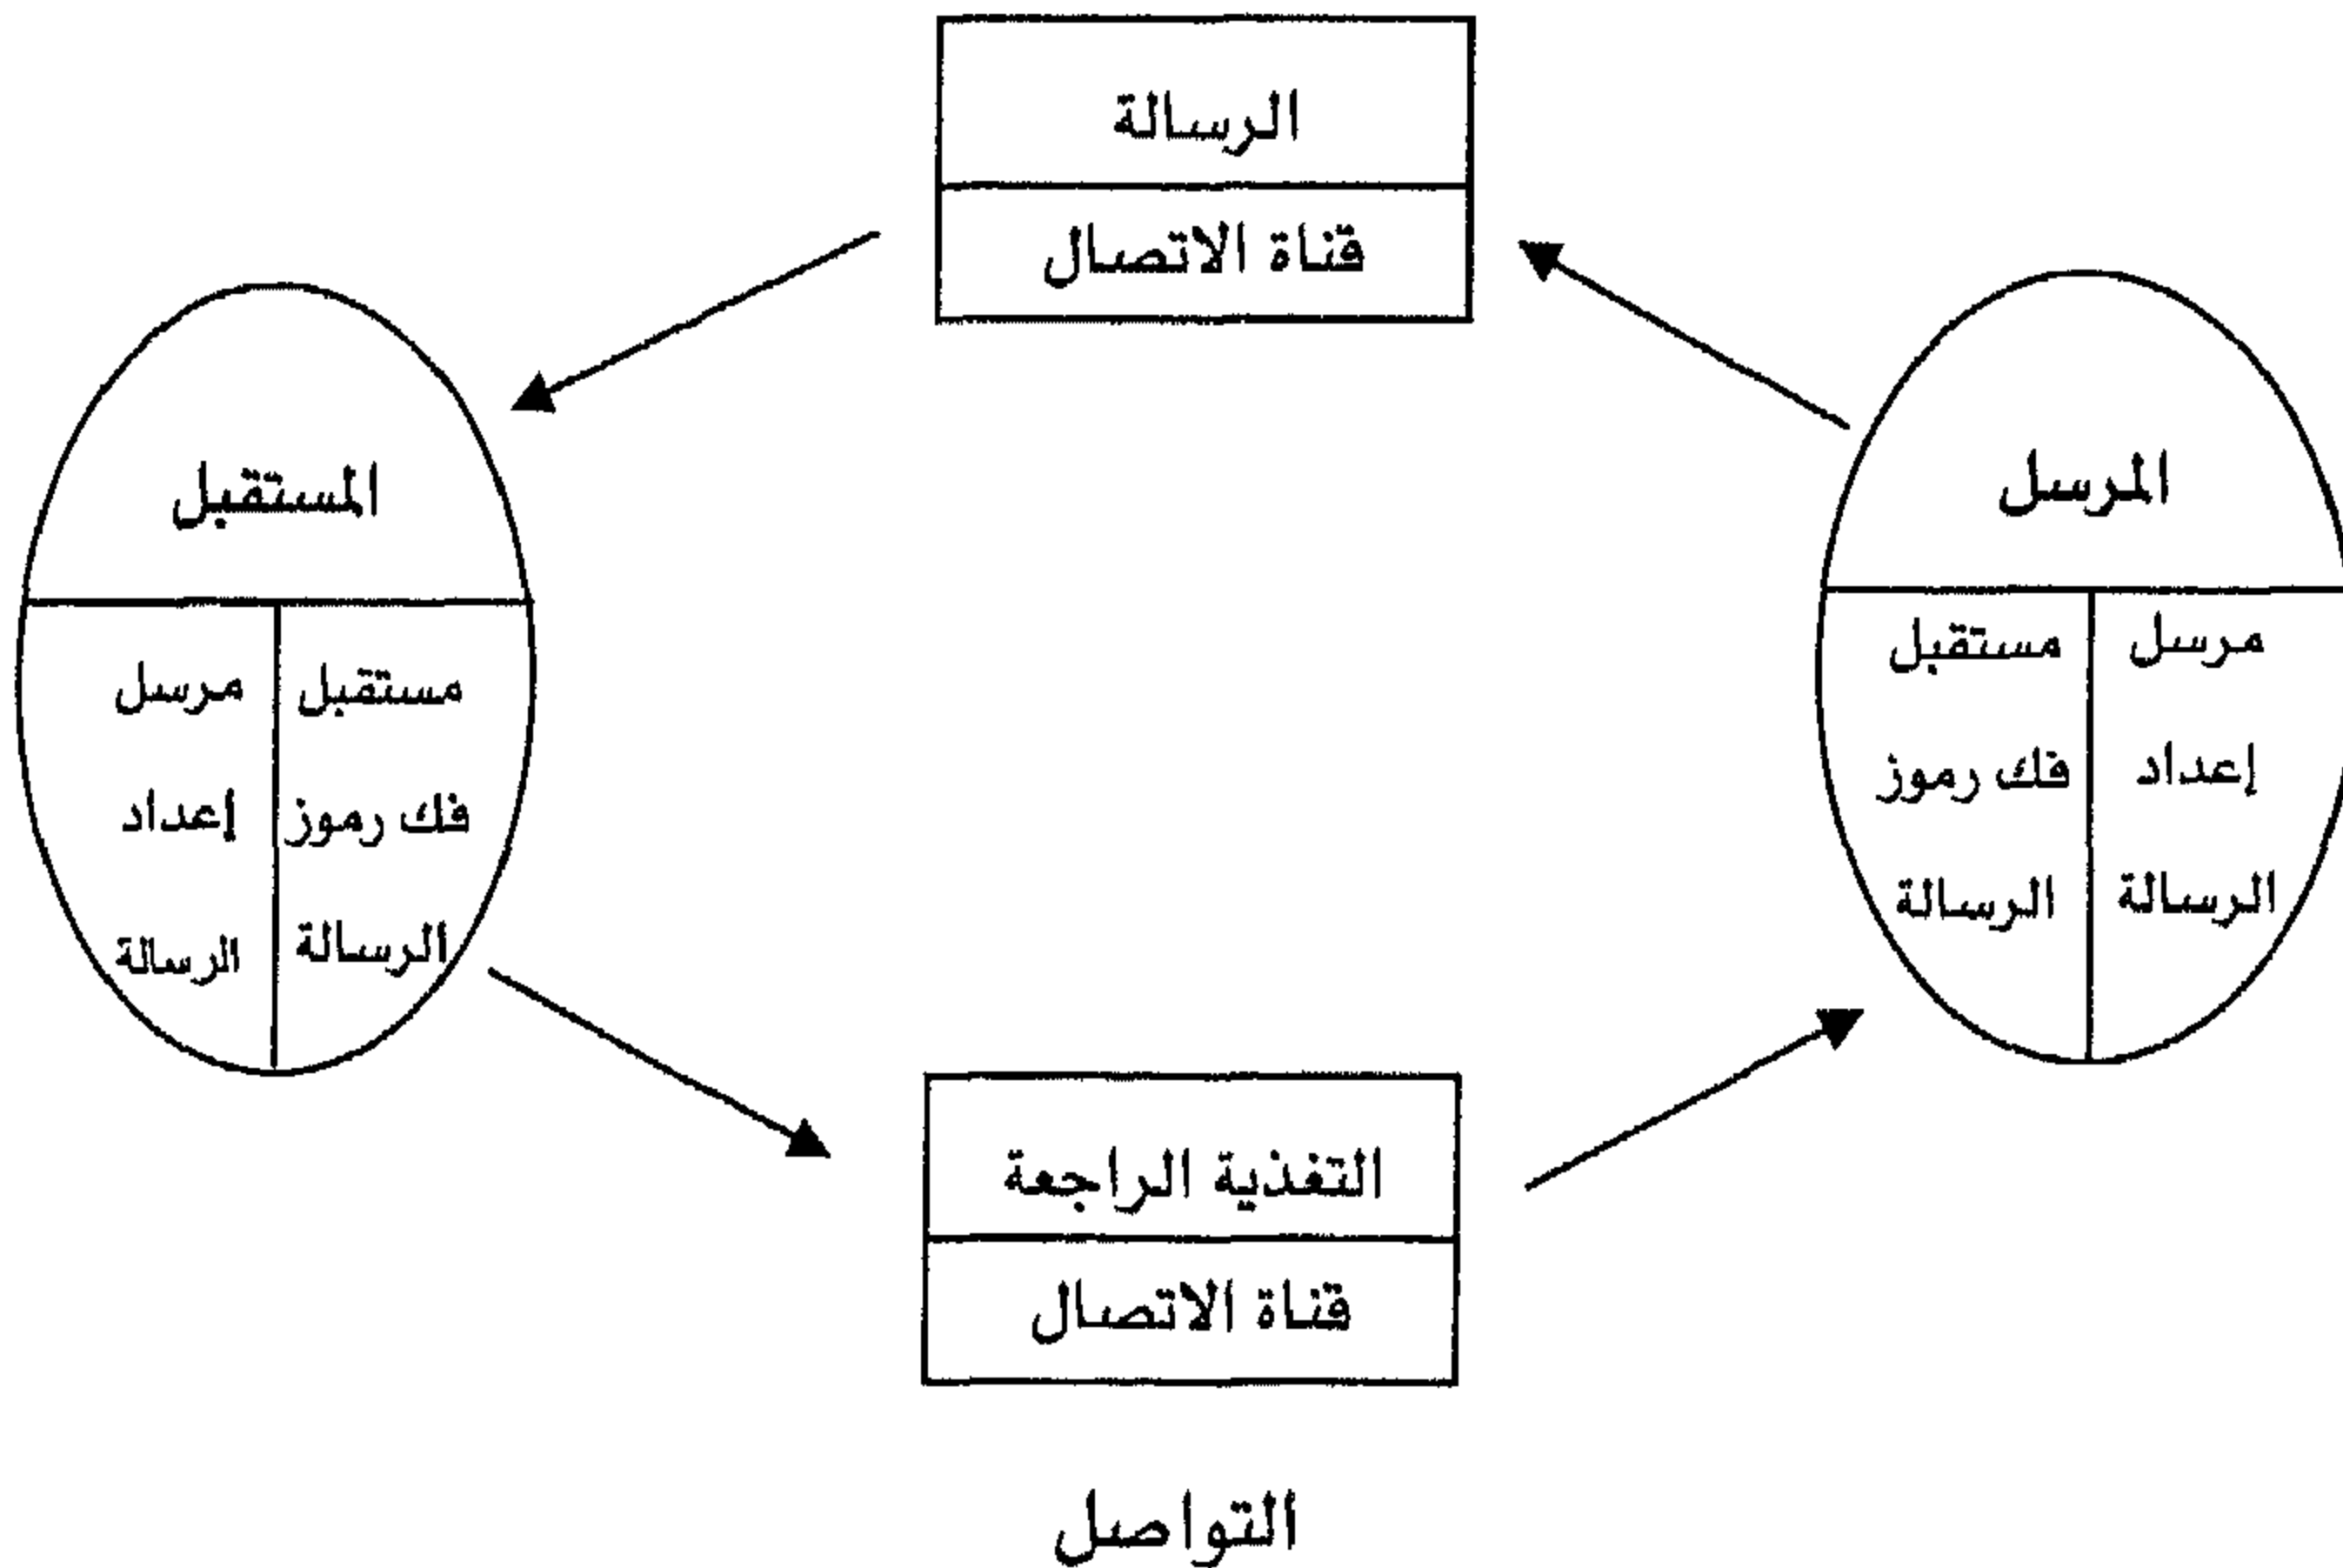 الرسالة
قناة الاتصال
المرسل
مرسل
إعداد
الرسالة
مستقبل
فك رموز
الرسالة
المستقبل
مستقبل
فك رموز
الرسالة
مرسل
إعداد
الرسالة
التغذية الراجعة
قناة الاتصال
التواصل